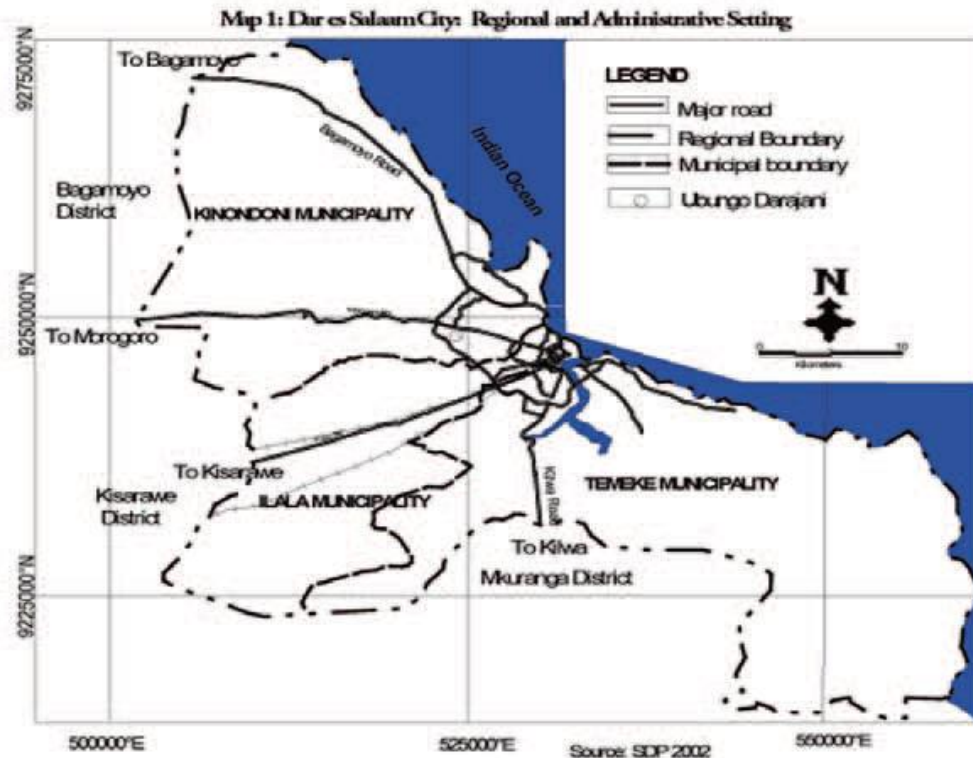 Map 1: Dar es Salaam City: Regional and Administrative Setting
9275000°N
To Bagamoyo
LEGEND
Major road
Regional Boundary
Municipal boundary
Ubungo Darajani
Bagamoyo Road
Indian Ocean
Bagamoyo
District
KINONDONI MUNICIPALITY
N
9250000°N
To Morogoro
0
10
Kilometers
To Kisarawe
Kisarawe
District
ILALA MUNICIPALITY
TEMEKE MUNICIPALITY
Kilwa Road
To Kilwa
Mkuranga District
9225000°N
500000°E
525000°E
550000°E
Source: SDP 2002